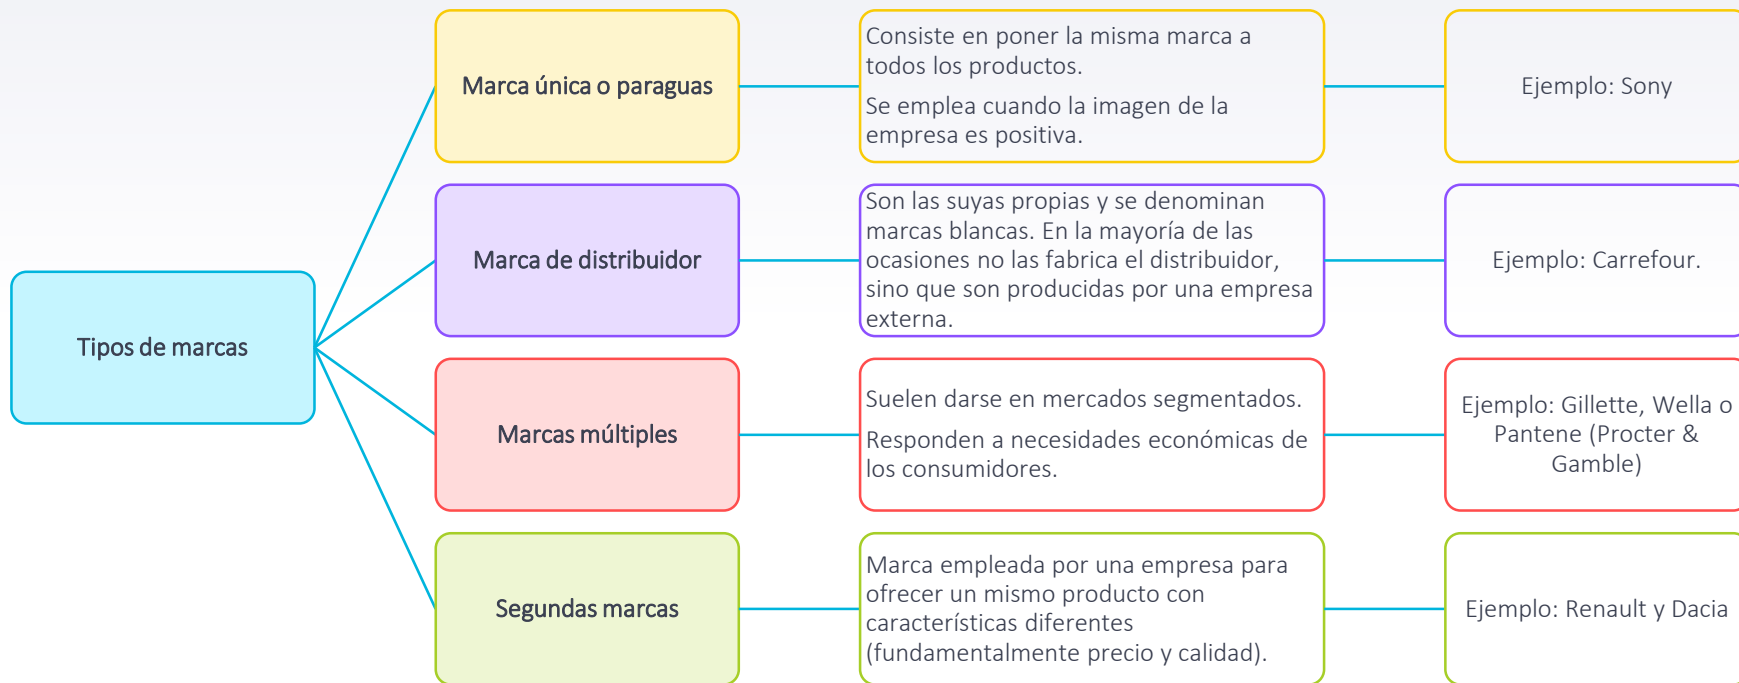 Tipos de marcas
Marca única o paraguas
Consiste en poner la misma marca a
todos los productos.
Se emplea cuando la imagen de la
empresa es positiva.
Ejemplo: Sony
Marca de distribuidor
Son las suyas propias y se denominan
marcas blancas. En la mayoría de las
ocasiones no las fabrica el distribuidor,
sino que son producidas por una empresa
externa.
Ejemplo: Carrefour.
Marcas múltiples
Suelen darse en mercados segmentados.
Responden a necesidades económicas de
los consumidores.
Ejemplo: Gillette, Wella o
Pantene (Procter &
Gamble)
Segundas marcas
Marca empleada por una empresa para
ofrecer un mismo producto con
características diferentes
(fundamentalmente precio y calidad).
Ejemplo: Renault y Dacia